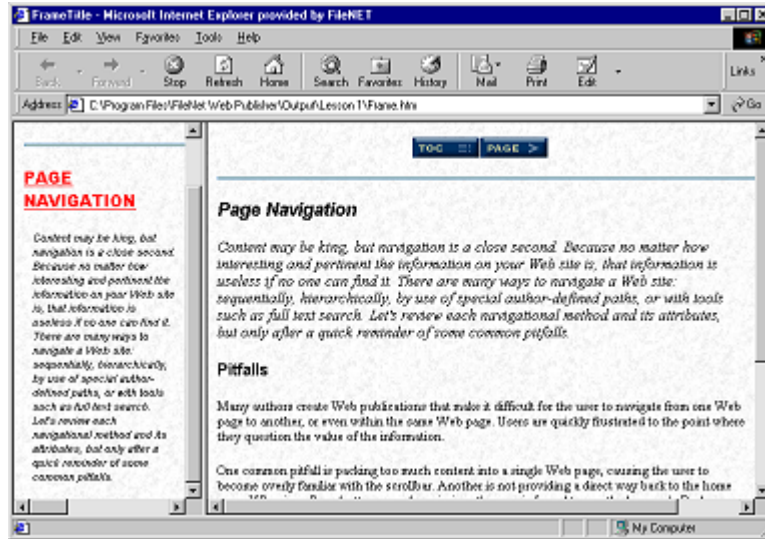 FrameTitle - Microsoft Internet Explorer provided by FileNET
File Edit View Favorites Tools Help
Back Forward Stop Refresh Home Search Favorites History Mail Print Edit Links
Address C:\Program Files\FileNet Web Publisher\Output\Lesson 1\Frame.htm Go
PAGE
NAVIGATION
Content may be king, but
navigation is a close second.
Because no matter how
interesting and pertinent the
information on your Web site
is, that information is
useless if no one can find it.
There are many ways to
navigate a Web site:
sequentially, hierarchically,
by use of special author-
defined paths, or with tools
such as full text search.
Let's review each
navigational method and its
attributes, but only after a
quick reminder of some
common pitfalls.
TOC PAGE >
Page Navigation
Content may be king, but navigation is a close second. Because no matter how
interesting and pertinent the information on your Web site is, that information is
useless if no one can find it. There are many ways to navigate a Web site:
sequentially, hierarchically, by use of special author-defined paths, or with tools
such as full text search. Let's review each navigational method and its attributes,
but only after a quick reminder of some common pitfalls.
Pitfalls
Many authors create Web publications that make it difficult for the user to navigate from one Web
page to another, or even within the same Web page. Users are quickly frustrated to the point where
they question the value of the information.
One common pitfall is packing too much content into a single Web page, causing the user to
become overly familiar with the scrollbar. Another is not providing a direct way back to the home
My Computer